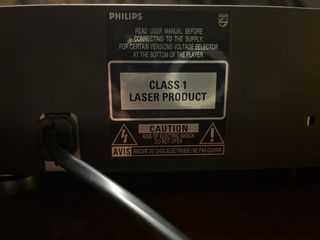 PHILIPS
READ USER MANUAL BEFORE
CONNECTING TO THE SUPPLY.
FOR CERTAIN VERSIONS VOLTAGE SELECTOR
AT THE BOTTOM OF THE PLAYER
CLASS 1
LASER PRODUCT
CAUTION
RISK OF ELECTRIC SHOCK
DO NOT OPEN
AVIS RISQUE DE CHOC ELECTRIQUE / NE PAS OUVRIR